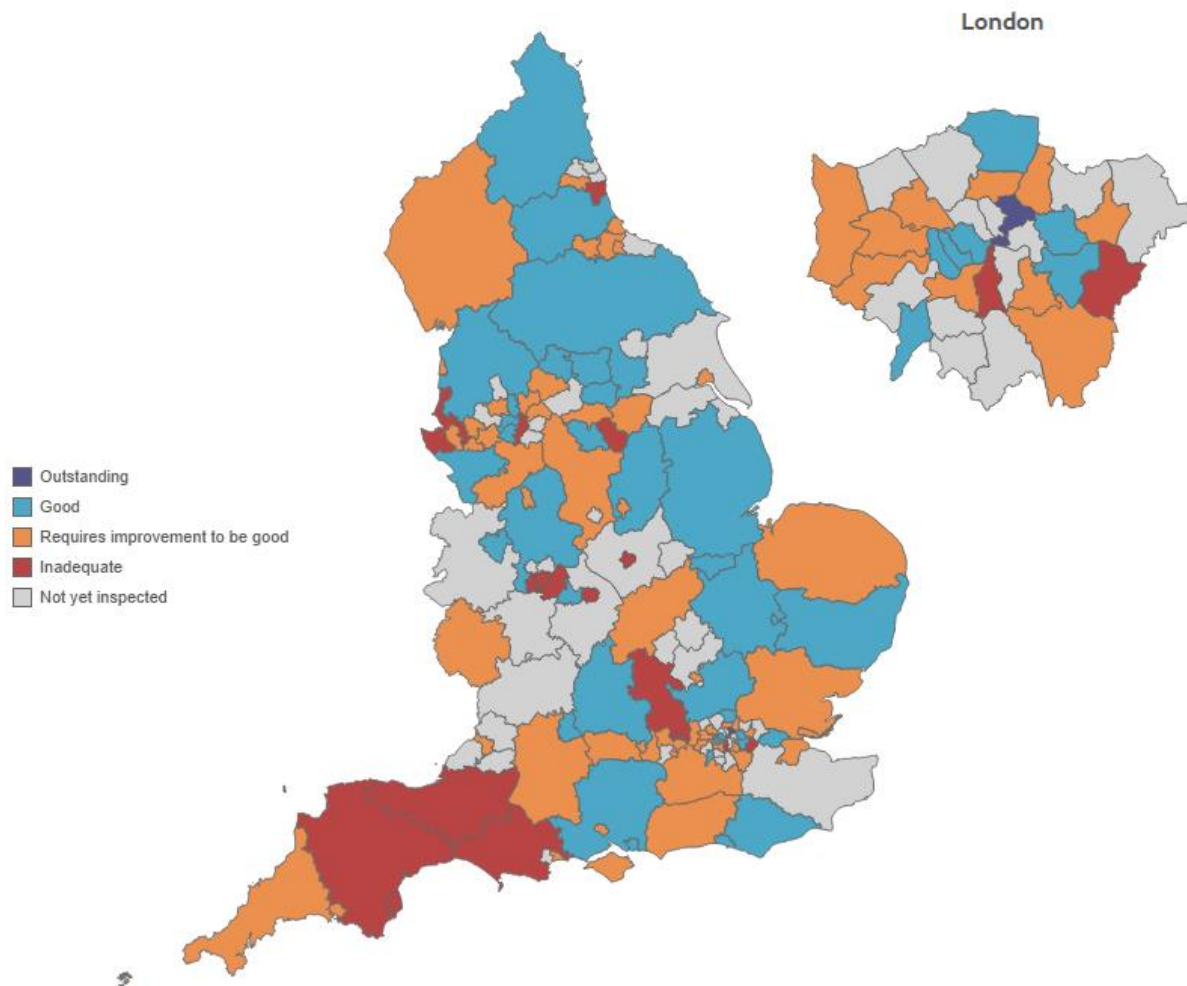 London
Outstanding
Good
Requires improvement to be good
Inadequate
Not yet inspected